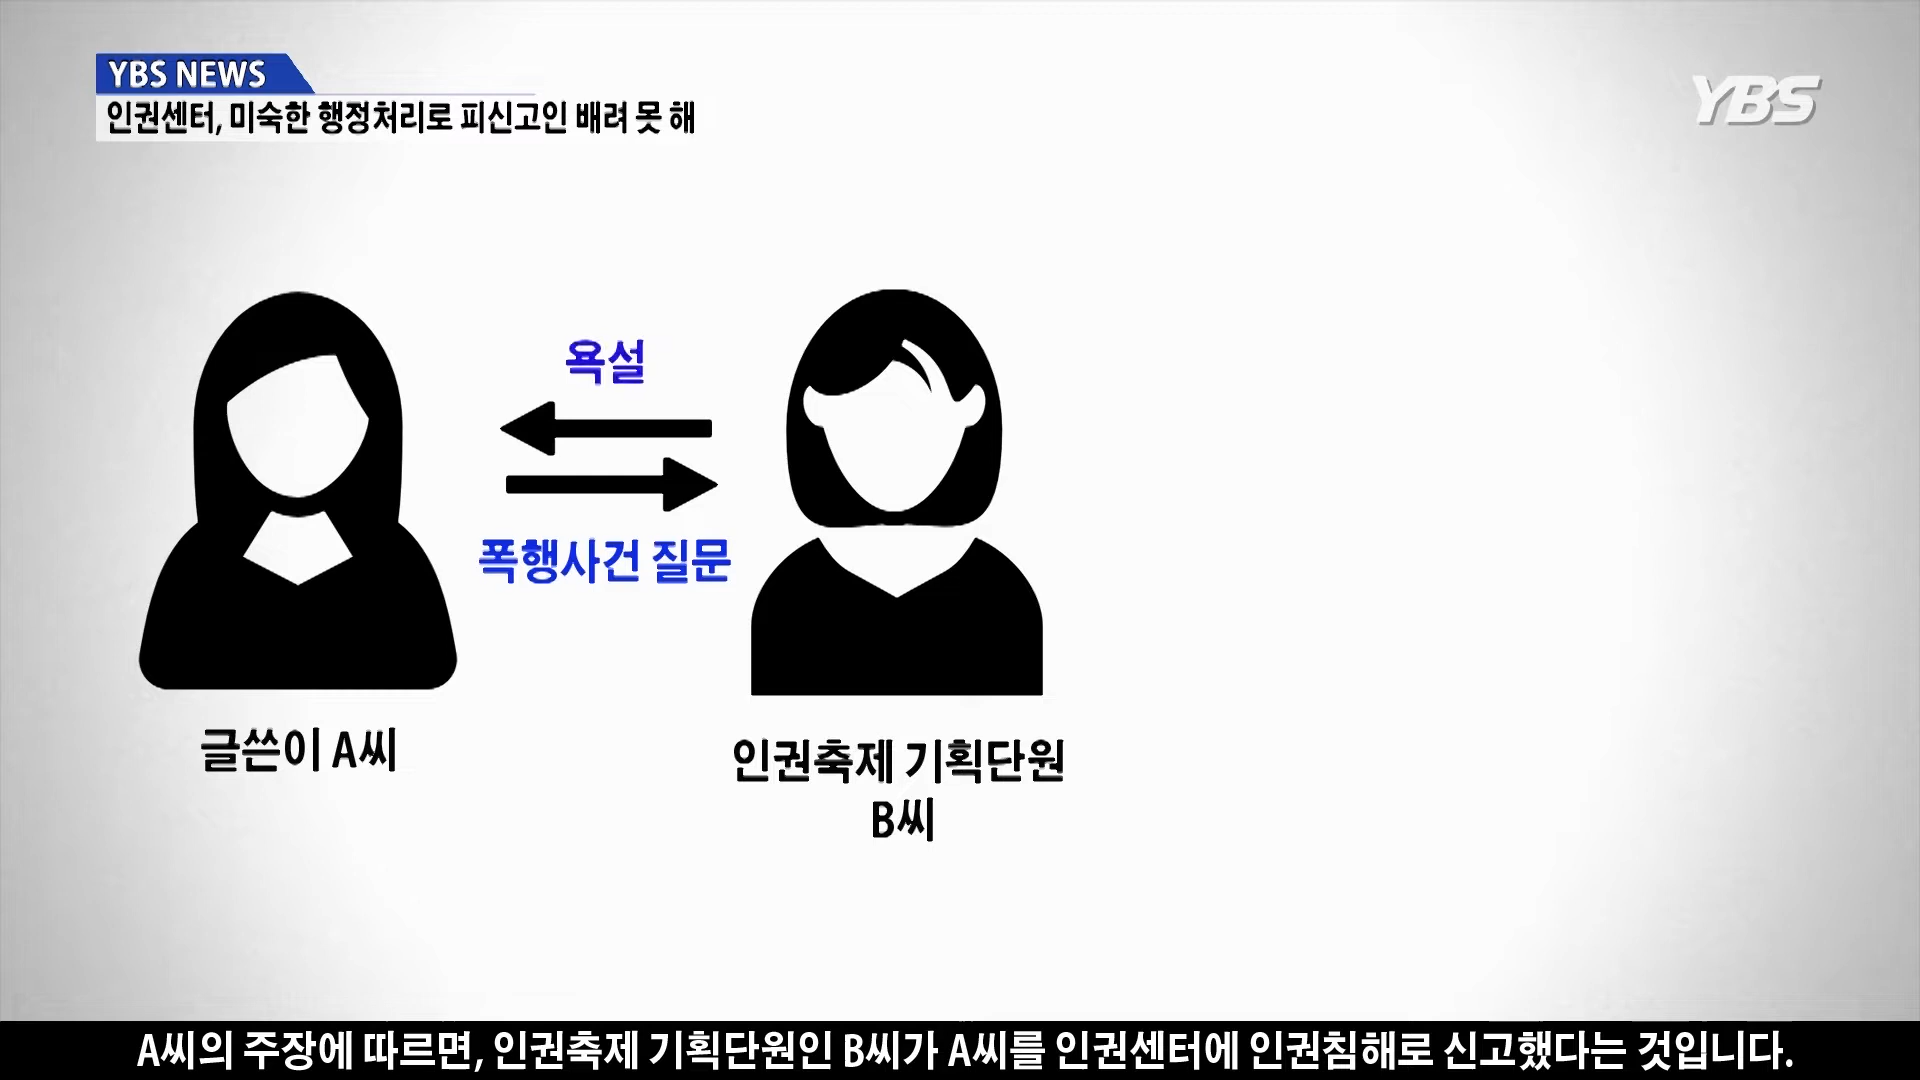 YBS NEWS
인권센터, 미숙한 행정처리로 피신고인 배려 못 해
YBS
욕설
폭행사건 질문
글쓴이 A씨
인권축제 기획단원
B씨
A씨의 주장에 따르면, 인권축제 기획단원인 B씨가 A씨를 인권센터에 인권침해로 신고했다는 것입니다.